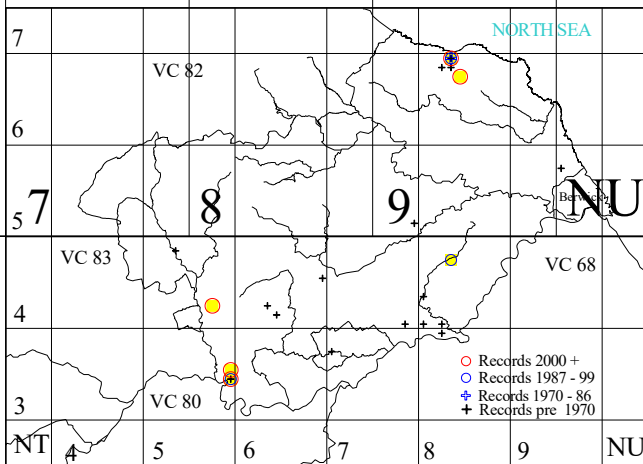 NORTH SEA
7
VC 82
6
7
8
9
NU
Berwick
5
VC 83
VC 68
4
Records 2000 +
Records 1987 - 99
Records 1970 - 86
Records pre 1970
VC 80
3
NT
4
5
6
7
8
9
NU